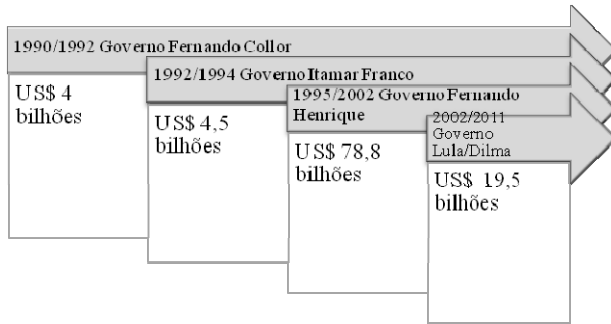 1990/1992 Governo Fernando Collor
US$ 4
bilhões
1992/1994 Governo Itamar Franco
US$ 4,5
bilhões
1995/2002 Governo Fernando
Henrique
US$ 78,8
bilhões
2002/2011
Governo
Lula/Dilma
US$ 19,5
bilhões